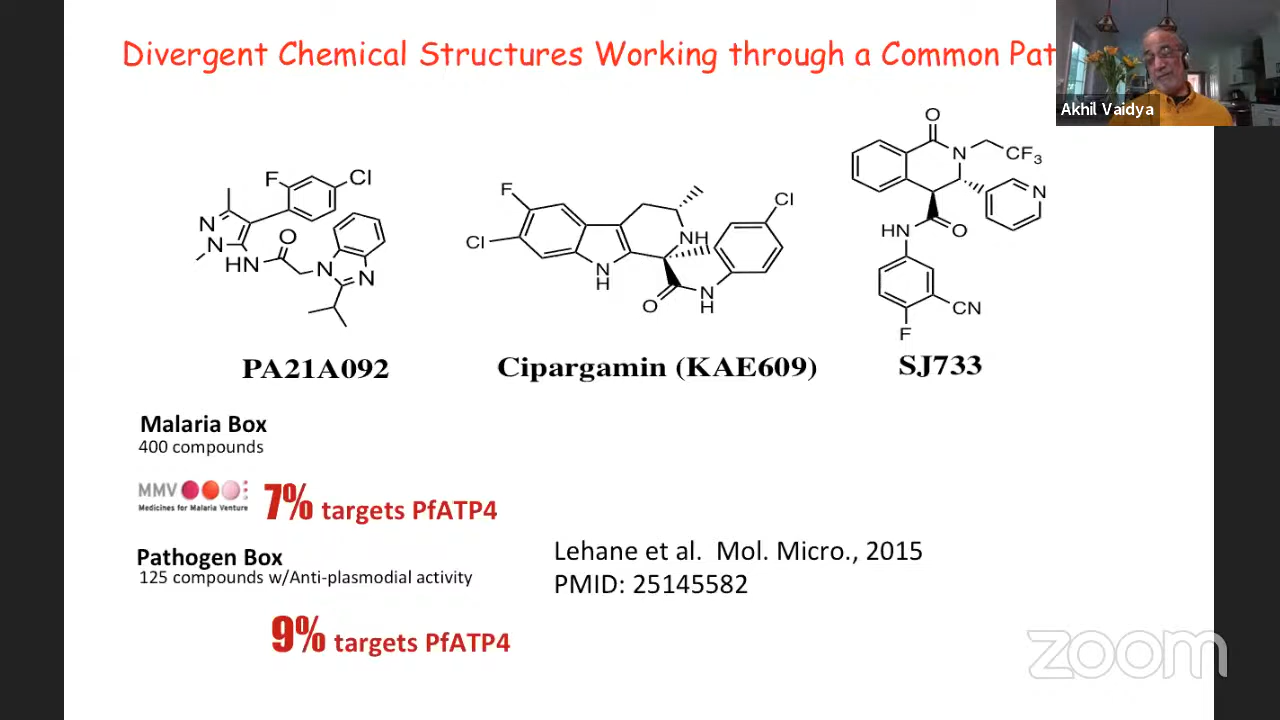 Divergent Chemical Structures Working through a Common Pat
Akhil Vaidya
F
Cl
N
N
HN
O
N
N
PA21A092
F
Cl
N
H
NH
O
N
H
Cl
Cipargamin (KAE609)
O
N
CF3
N
HN
O
CN
F
SJ733
Malaria Box
400 compounds
MMV
Medicines for Malaria Venture
7% targets PfATP4
Pathogen Box
125 compounds w/Anti-plasmodial activity
9% targets PfATP4
Lehane et al. Mol. Micro., 2015
PMID: 25145582
zoom